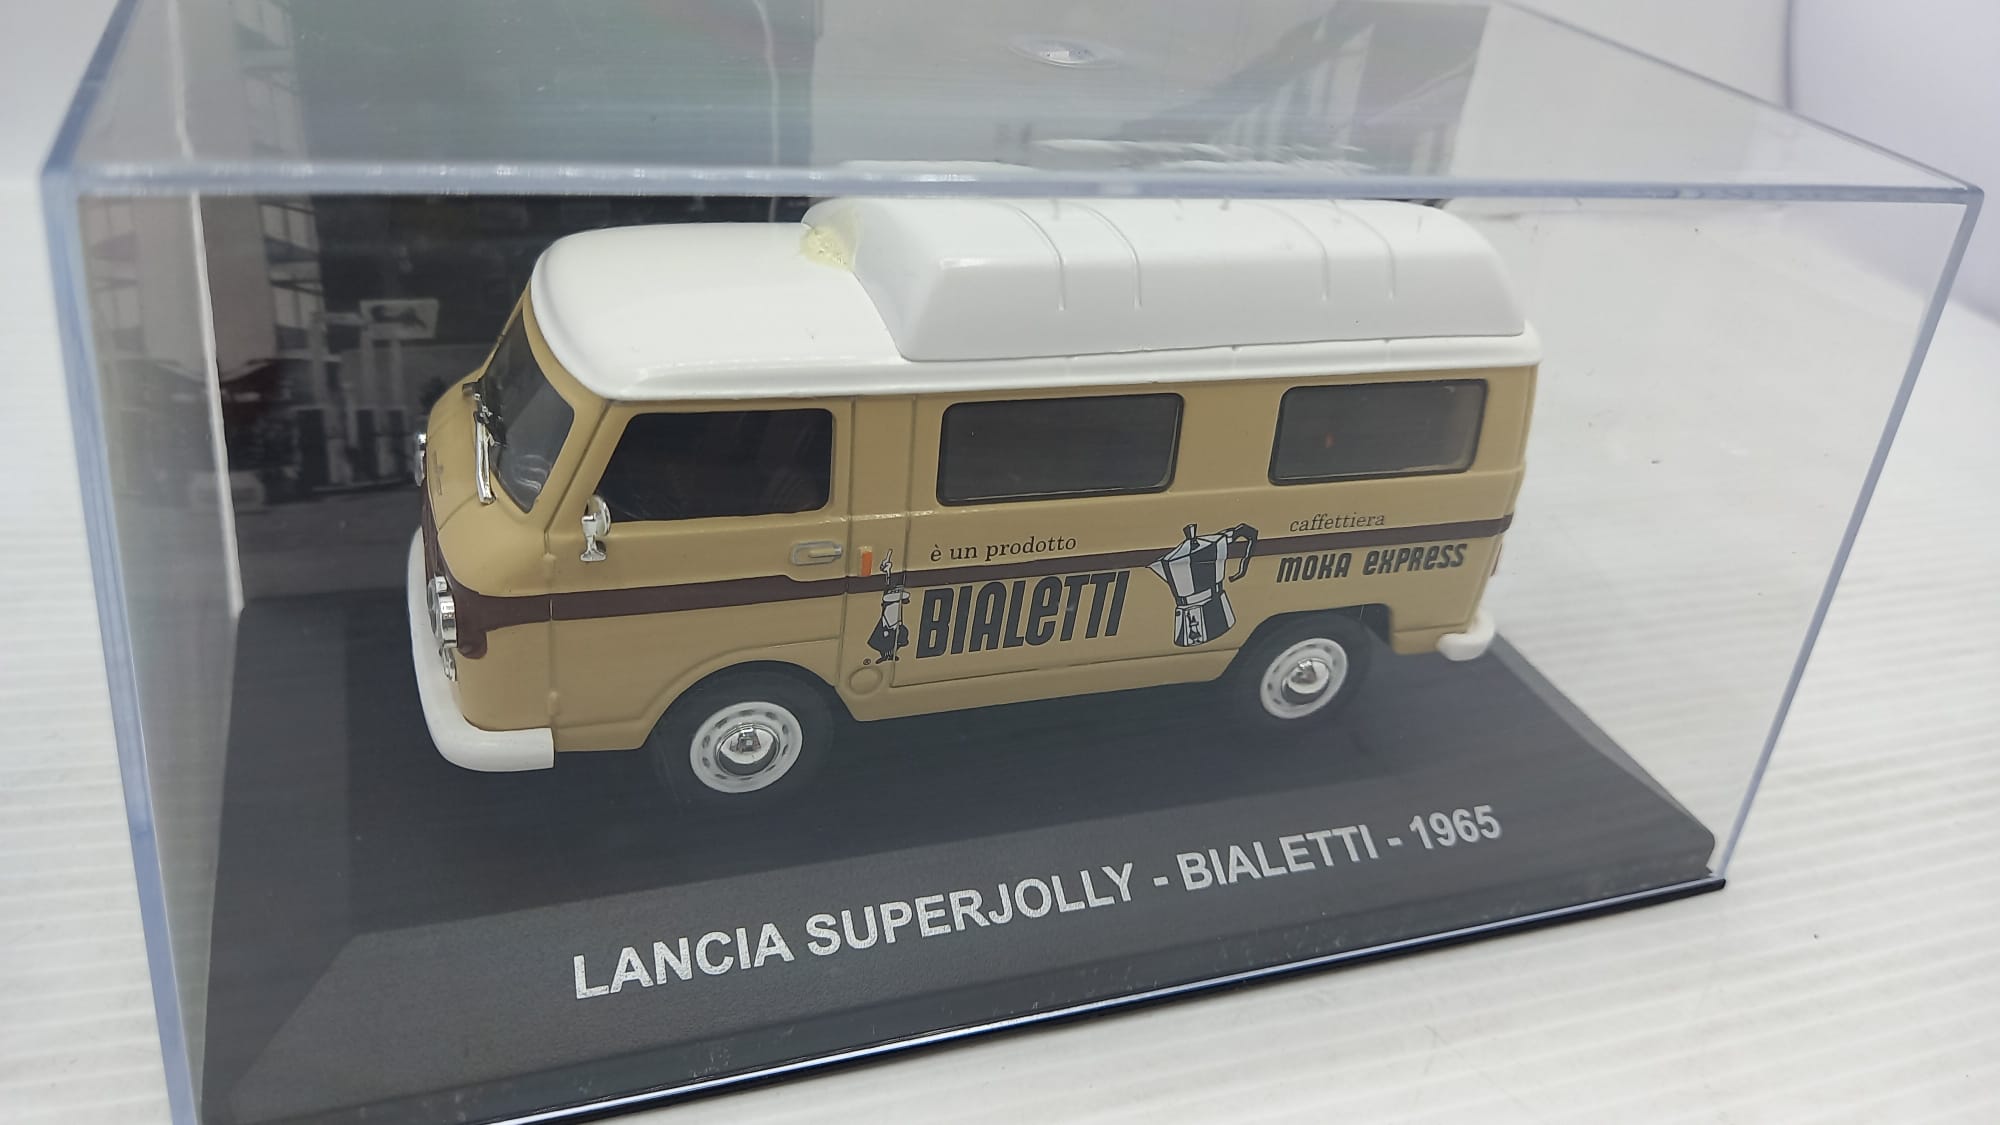 è un prodotto
BIALETTI
caffettiera
MOKA EXPRESS
®
LANCIA SUPERJOLLY - BIALETTI - 1965